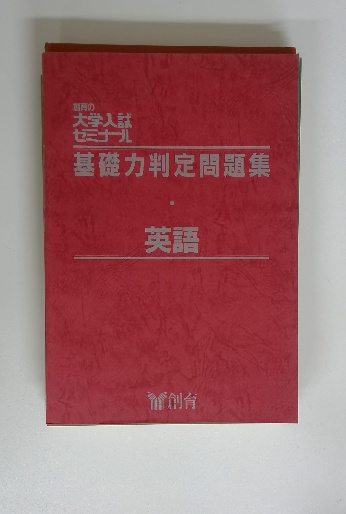 創育の
大学入試
ゼミナール
基礎力判定問題集
・
英語
創育